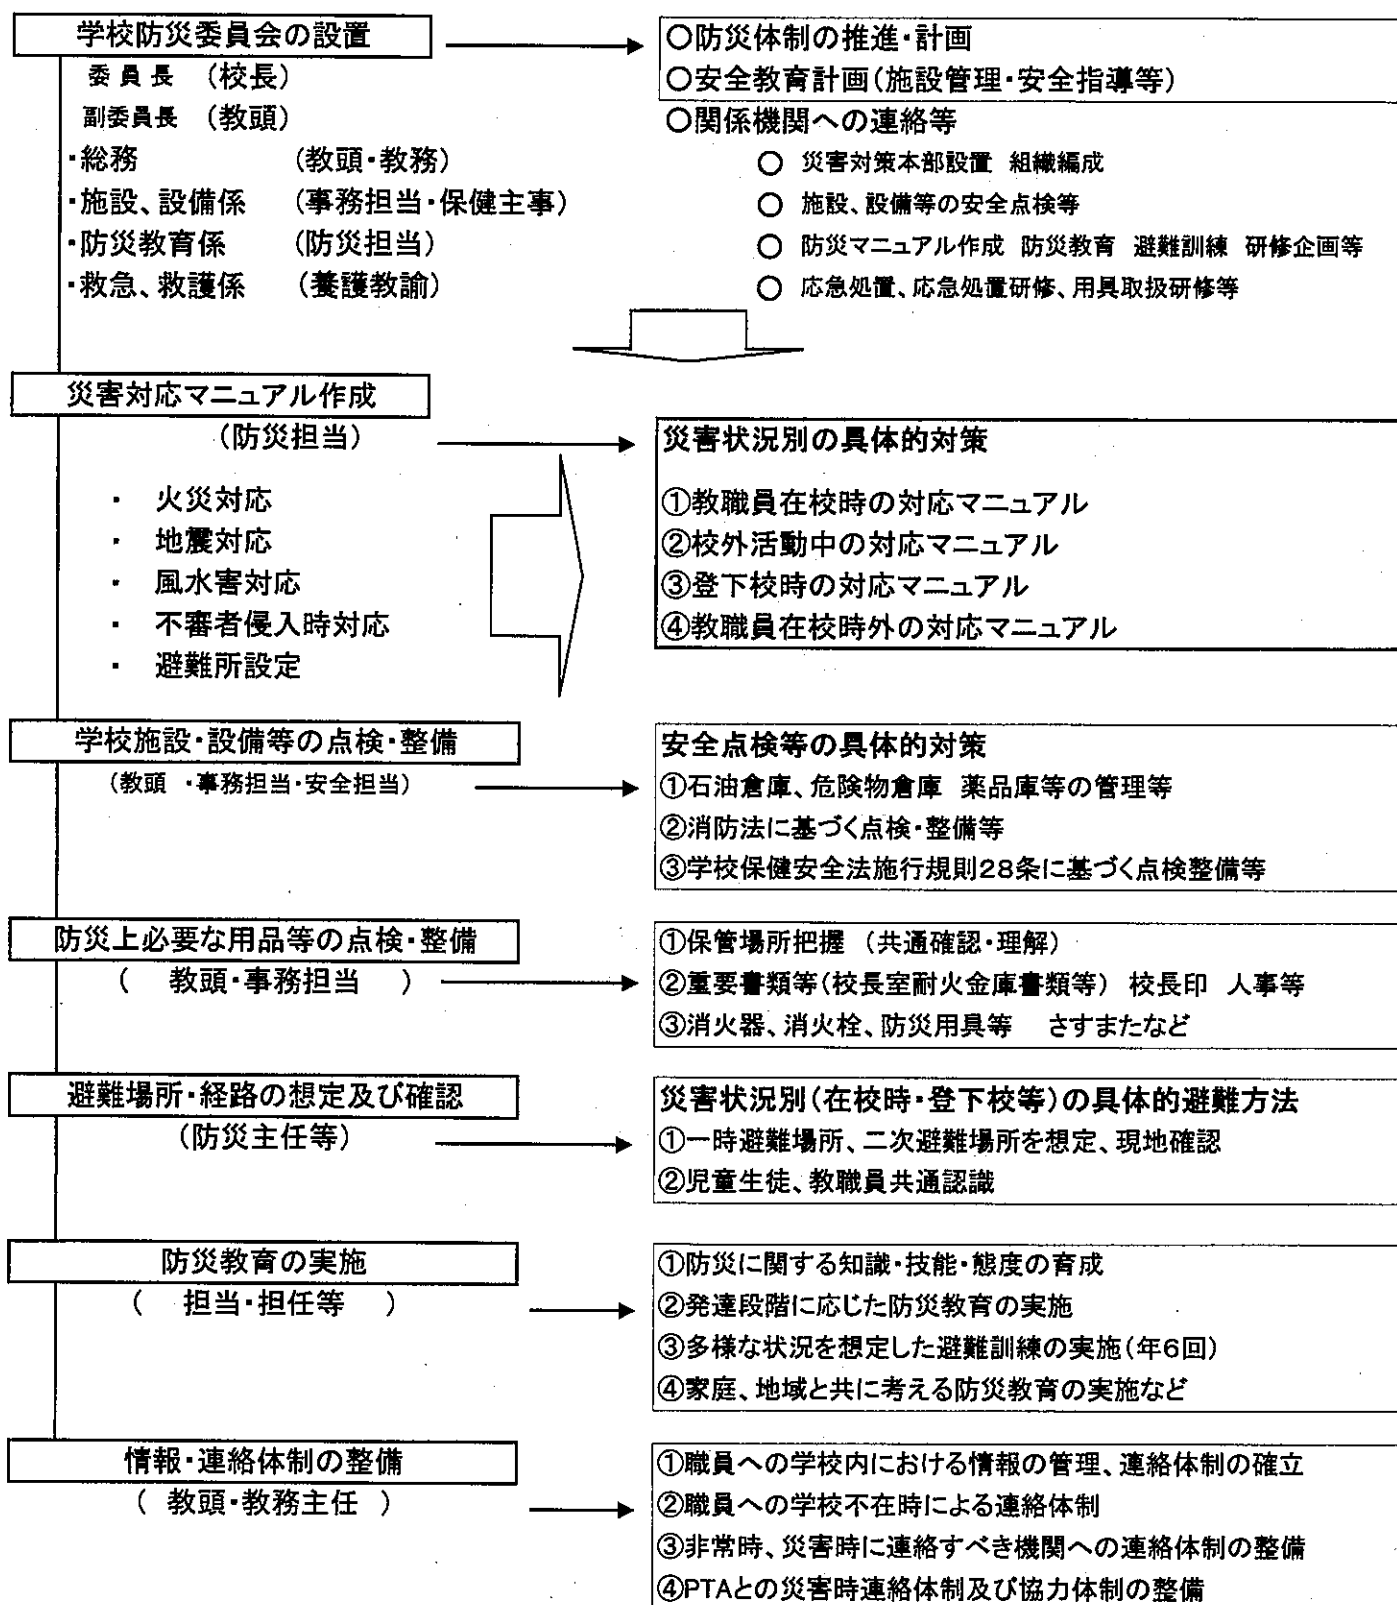 学校防災委員会の設置
委員長 (校長)
副委員長 (教頭)
・総務 (教頭・教務)
・施設、設備係 (事務担当・保健主事)
・防災教育係 (防災担当)
・救急、救護係 (養護教諭)
○防災体制の推進・計画
○安全教育計画(施設管理・安全指導等)
○関係機関への連絡等
○ 災害対策本部設置 組織編成
○ 施設、設備等の安全点検等
○ 防災マニュアル作成 防災教育 避難訓練 研修企画等
○ 応急処置、応急処置研修、用具取扱研修等
災害対応マニュアル作成
(防災担当)
・ 火災対応
・ 地震対応
・ 風水害対応
・ 不審者侵入時対応
・ 避難所設定
災害状況別の具体的対策
①教職員在校時の対応マニュアル
②校外活動中の対応マニュアル
③登下校時の対応マニュアル
④教職員在校時外の対応マニュアル
学校施設・設備等の点検・整備
(教頭 ・事務担当・安全担当)
安全点検等の具体的対策
①石油倉庫、危険物倉庫 薬品庫等の管理等
②消防法に基づく点検・整備等
③学校保健安全法施行規則28条に基づく点検整備等
防災上必要な用品等の点検・整備
( 教頭・事務担当 )
①保管場所把握 (共通確認・理解)
②重要書類等(校長室耐火金庫書類等) 校長印 人事等
③消火器、消火栓、防災用具等 さすまたなど
避難場所・経路の想定及び確認
(防災主任等)
災害状況別(在校時・登下校等)の具体的避難方法
①一時避難場所、二次避難場所を想定、現地確認
②児童生徒、教職員共通認識
防災教育の実施
( 担当・担任等 )
①防災に関する知識・技能・態度の育成
②発達段階に応じた防災教育の実施
③多様な状況を想定した避難訓練の実施(年6回)
④家庭、地域と共に考える防災教育の実施など
情報・連絡体制の整備
( 教頭・教務主任 )
①職員への学校内における情報の管理、連絡体制の確立
②職員への学校不在時による連絡体制
③非常時、災害時に連絡すべき機関への連絡体制の整備
④PTAとの災害時連絡体制及び協力体制の整備